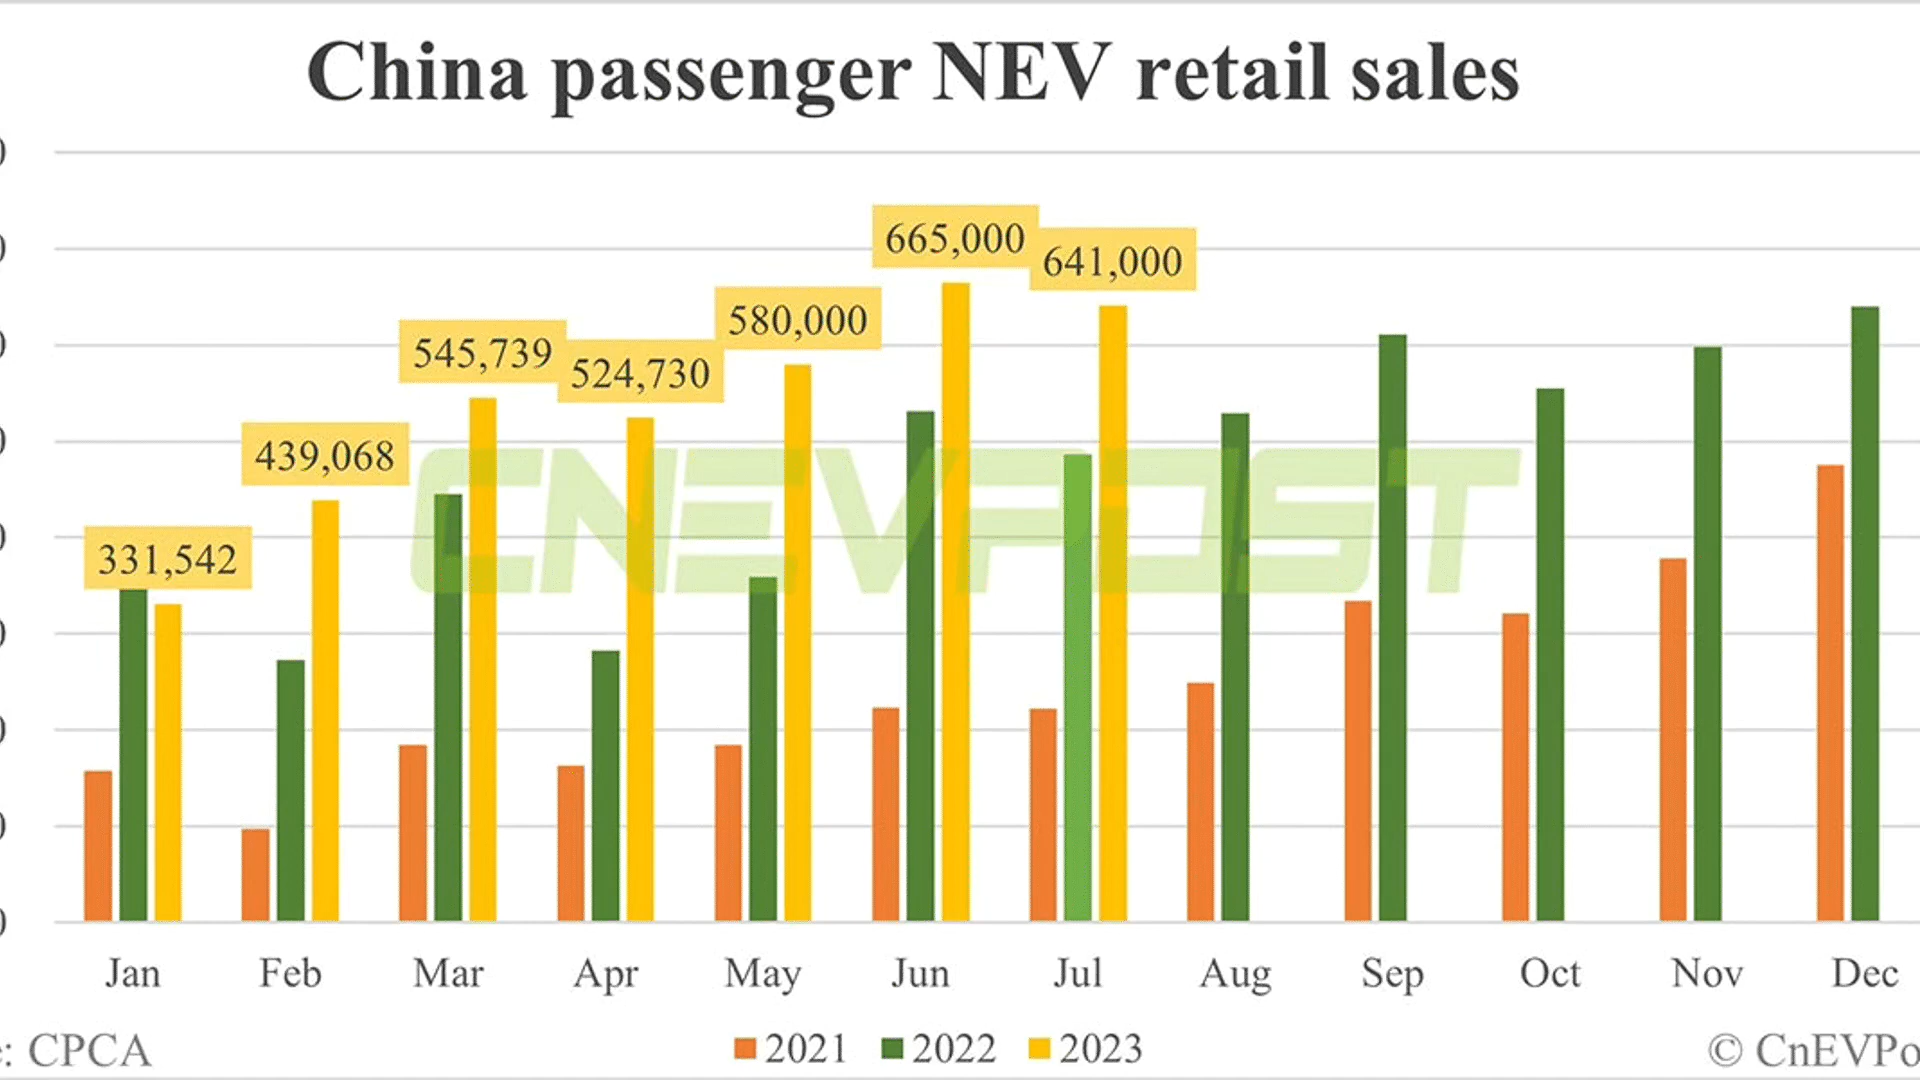 China passenger NEV retail sales
665,000
641,000
580,000
545,739
524,730
439,068
331,542
CNEVPOST
Jan Feb Mar Apr May Jun Jul Aug Sep Oct Nov Dec
: CPCA
2021 2022 2023
© CnEVPo